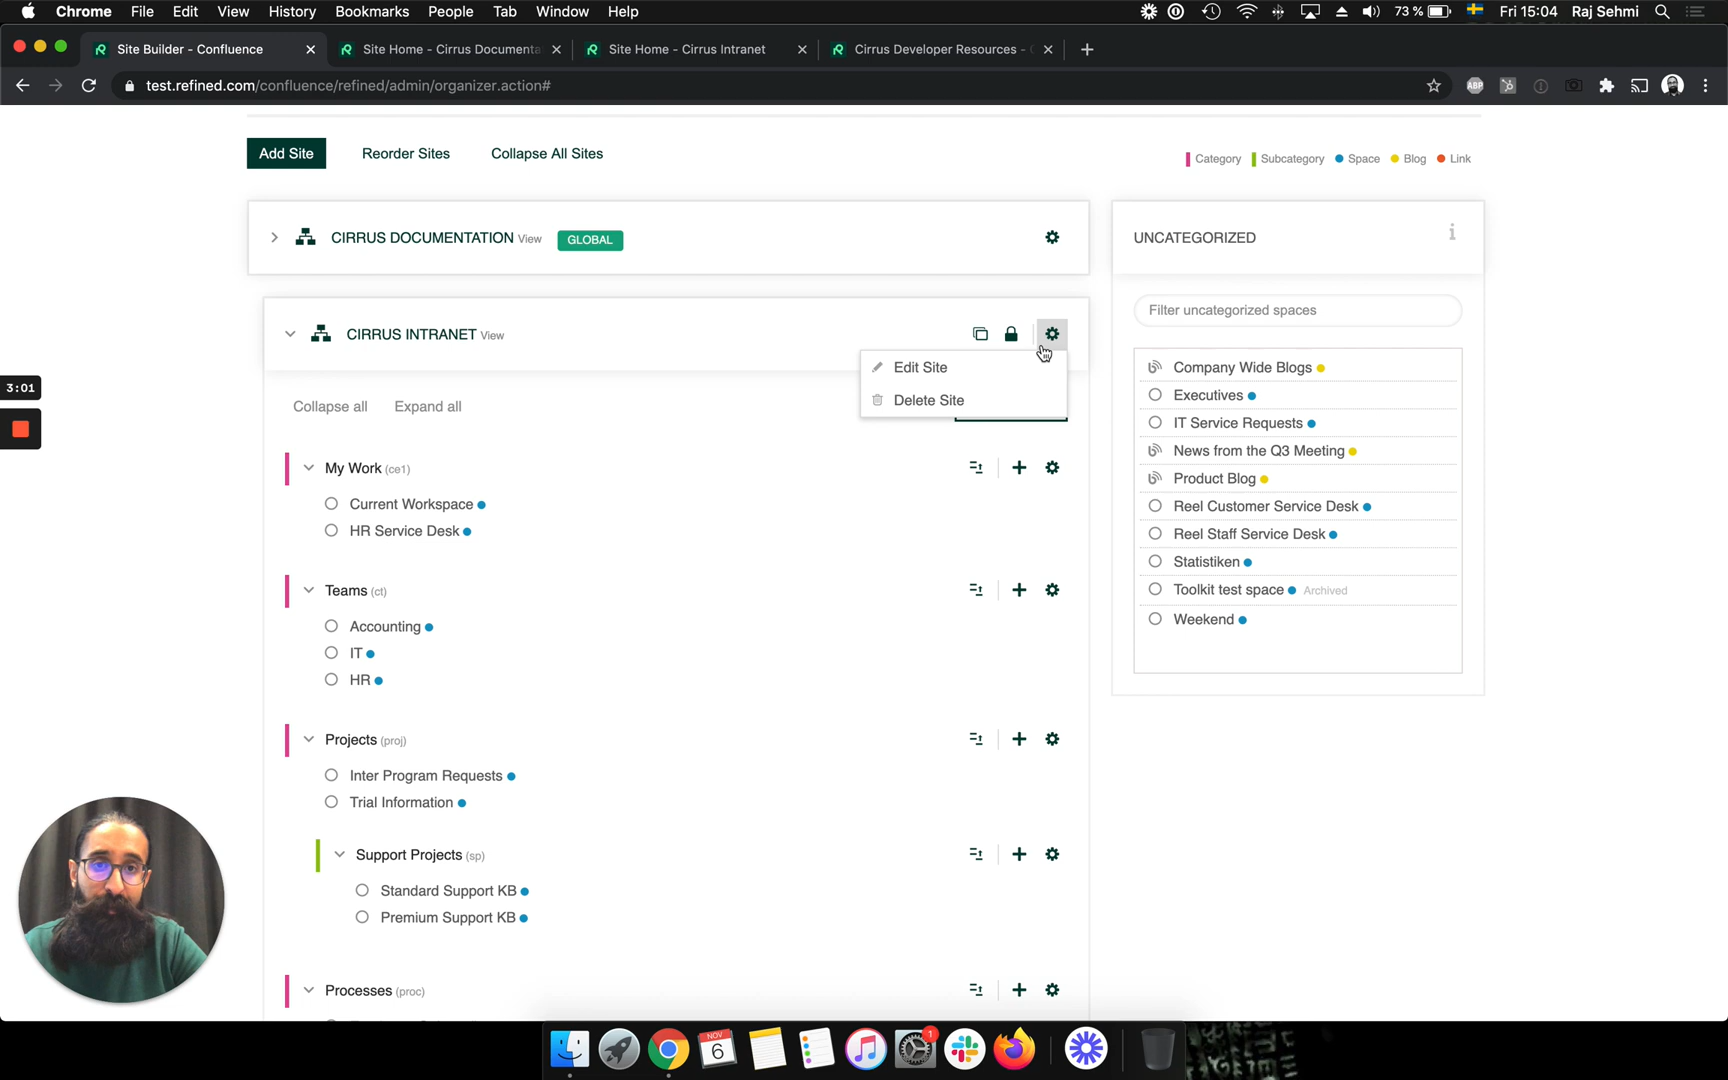 Chrome File Edit View History Bookmarks People Tab Window Help 73 % Fri 15:04 Raj Sehmi
Site Builder - Confluence Site Home - Cirrus Documenta Site Home - Cirrus Intranet Cirrus Developer Resources -
test.refined.com/confluence/refined/admin/organizer.action# ABP
Add Site Reorder Sites Collapse All Sites Category Subcategory Space Blog Link
CIRRUS DOCUMENTATION View GLOBAL
UNCATEGORIZED
Filter uncategorized spaces
CIRRUS INTRANET View
Edit Site
Delete Site
Company Wide Blogs
Executives
IT Service Requests
News from the Q3 Meeting
Product Blog
Reel Customer Service Desk
Reel Staff Service Desk
Statistiken
Toolkit test space Archived
Weekend
3:01
Collapse all Expand all
My Work (ce1)
Current Workspace
HR Service Desk
Teams (ct)
Accounting
IT
HR
Projects (proj)
Inter Program Requests
Trial Information
Support Projects (sp)
Standard Support KB
Premium Support KB
Processes (proc)
NOV
6
1